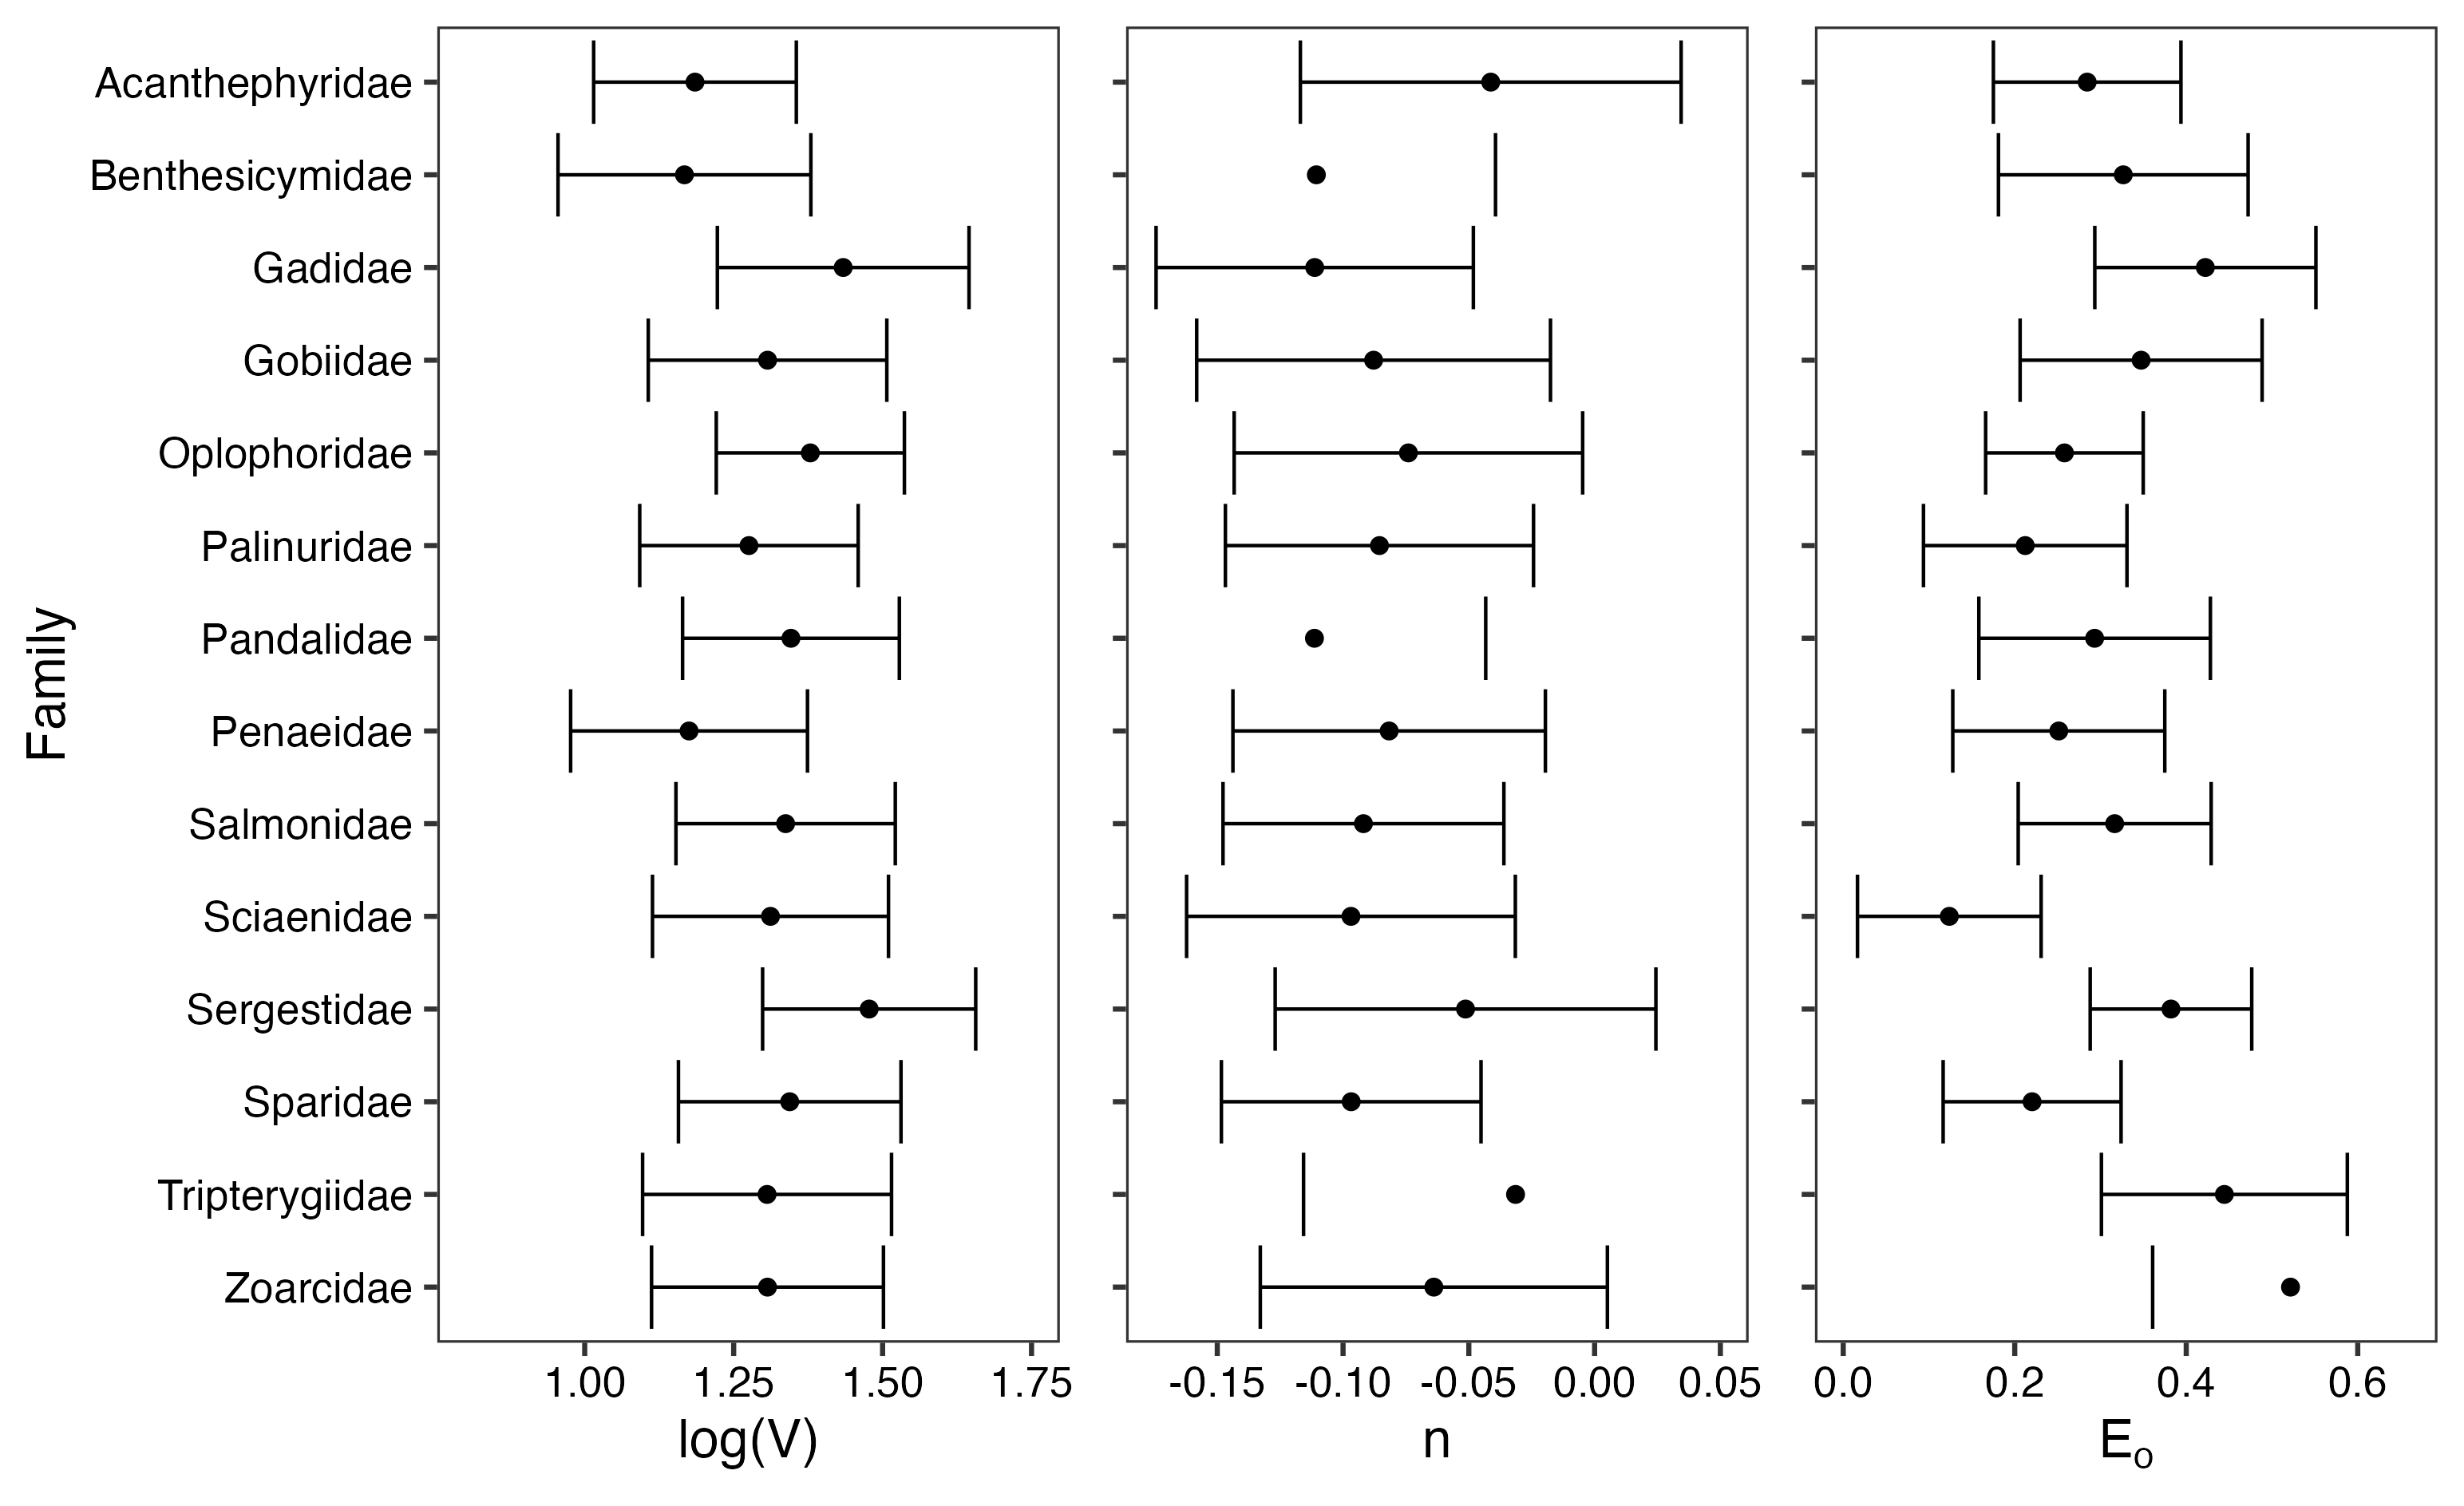 Family
Acanthephyridae
Benthesicymidae
Gadidae
Gobiidae
Oplophoridae
Palinuridae
Pandalidae
Penaeidae
Salmonidae
Sciaenidae
Sergestidae
Sparidae
Tripterygiidae
Zoarcidae
1.00 1.25 1.50 1.75
log(V)
-0.15 -0.10 -0.05 0.00 0.05
n
0.0 0.2 0.4 0.6
Eo